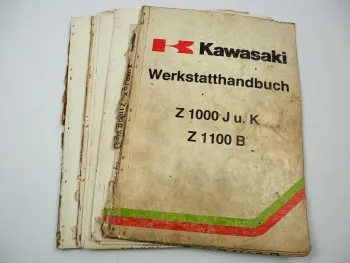 Kawasaki
Werkstatthandbuch
Z 1000 J u. K
Z 1100 B